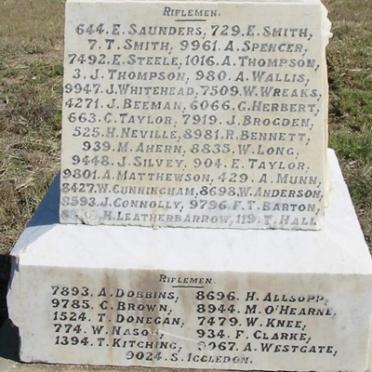 RIFLEMEN.
644. E. SAUNDERS, 729. E. SMITH,
7. T. SMITH, 9961. A. SPENCER,
7492. E. STEELE, 1016. A. THOMPSON,
3. J. THOMPSON, 980. A. WALLIS,
9947. J. WHITEHEAD, 7509. W. WREAKS,
4271. J. BEEMAN, 6066. C. HERBERT,
663. C. TAYLOR, 7919. J. BROGDEN,
525. H. NEVILLE, 8981. R. BENNETT,
939. M. AHERN, 8835. W. LONG,
9448. J. SILVEY, 904. E. TAYLOR,
9801. A. MATTHEWSON, 429. A. MUNN,
8427. W. CUNNINGHAM, 8698. W. ANDERSON,
8593. J. CONNOLLY, 9796. F. T. BARTON,
H. LEATHERBARROW, 119. T. HALL
RIFLEMEN.
7893. A. DOBBINS, 8696. H. ALLSOPP,
9785. C. BROWN, 8944. M. O'HEARNE,
1524. T. DONEGAN, 7479. W. KNEE,
774. W. NASON, 934. F. CLARKE,
1394. T. KITCHING, A. WESTGATE,
9024. S. IGGLEDON.